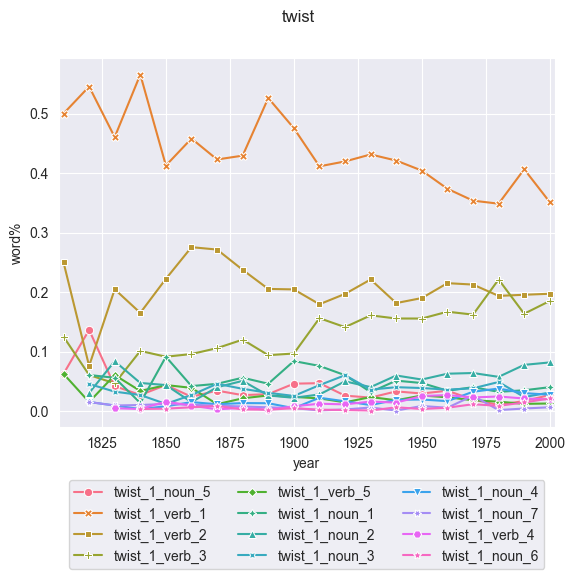 twist
0.5
0.4
0.3
0.2
0.1
0.0
word%
1825 1850 1875 1900 1925 1950 1975 2000
year
twist_1_noun_5 twist_1_verb_5 twist_1_noun_4
twist_1_verb_1 twist_1_noun_1 twist_1_noun_7
twist_1_verb_2 twist_1_noun_2 twist_1_verb_4
twist_1_verb_3 twist_1_noun_3 twist_1_noun_6